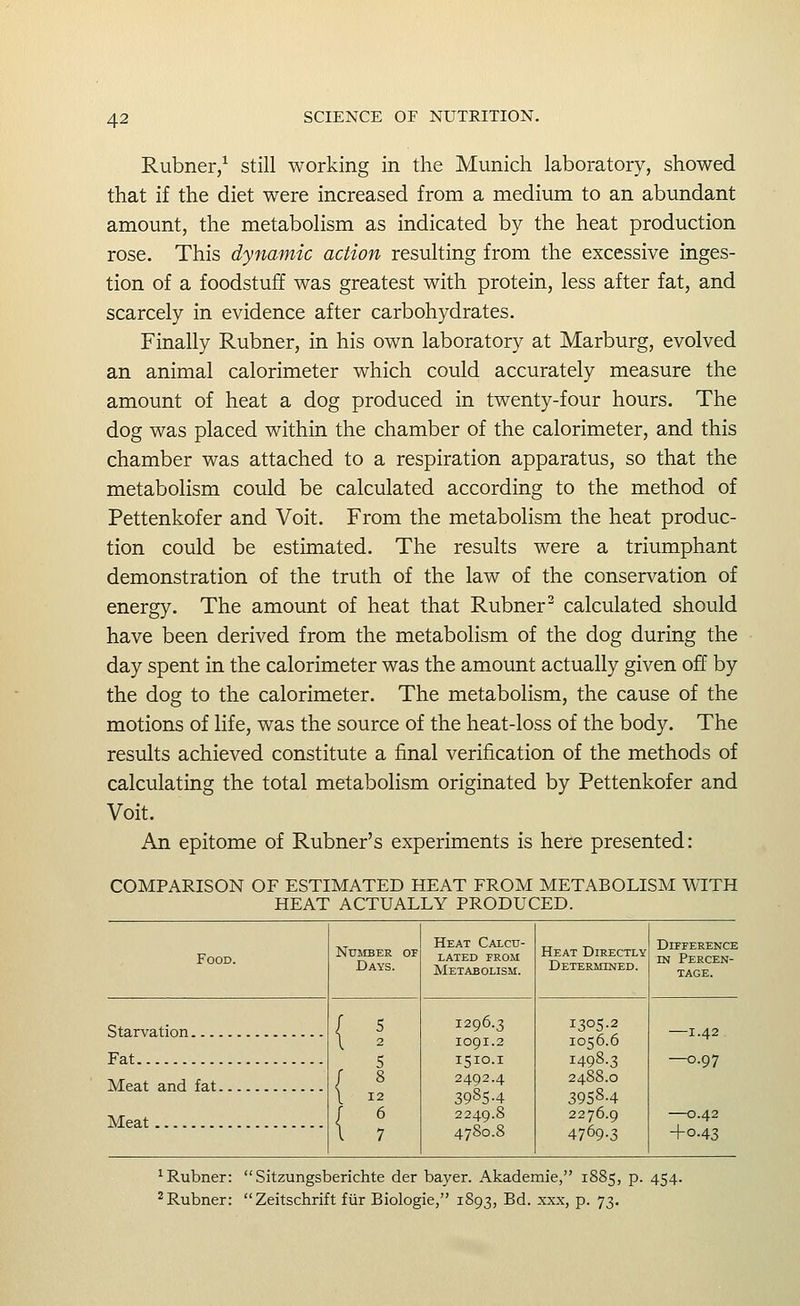 42 SCIENCE OF NUTRITION.
Rubner,¹ still working in the Munich laboratory, showed
that if the diet were increased from a medium to an abundant
amount, the metabolism as indicated by the heat production
rose. This dynamic action resulting from the excessive inges-
tion of a foodstuff was greatest with protein, less after fat, and
scarcely in evidence after carbohydrates.
Finally Rubner, in his own laboratory at Marburg, evolved
an animal calorimeter which could accurately measure the
amount of heat a dog produced in twenty-four hours. The
dog was placed within the chamber of the calorimeter, and this
chamber was attached to a respiration apparatus, so that the
metabolism could be calculated according to the method of
Pettenkofer and Voit. From the metabolism the heat produc-
tion could be estimated. The results were a triumphant
demonstration of the truth of the law of the conservation of
energy. The amount of heat that Rubner² calculated should
have been derived from the metabolism of the dog during the
day spent in the calorimeter was the amount actually given off by
the dog to the calorimeter. The metabolism, the cause of the
motions of life, was the source of the heat-loss of the body. The
results achieved constitute a final verification of the methods of
calculating the total metabolism originated by Pettenkofer and
Voit.
An epitome of Rubner's experiments is here presented:
COMPARISON OF ESTIMATED HEAT FROM METABOLISM WITH
HEAT ACTUALLY PRODUCED.
Food.
Number of
Days.
Heat Calcu-
lated from
Metabolism.
Heat Directly
Determined.
Difference
in Percen-
tage.
Starvation............... { 5 1296.3 1305.2 —1.42
2 1091.2 1056.6
Fat..................... 5 1510.1 1498.3 —0.97
Meat and fat............ { 8 2492.4 2488.0
12 3985.4 3958.4
Meat.................... { 6 2249.8 2276.9 —0.42
7 4780.8 4769.3 +0.43
¹ Rubner: "Sitzungsberichte der bayer. Akademie," 1885, p. 454.
² Rubner: "Zeitschrift für Biologie," 1893, Bd. xxx, p. 73.